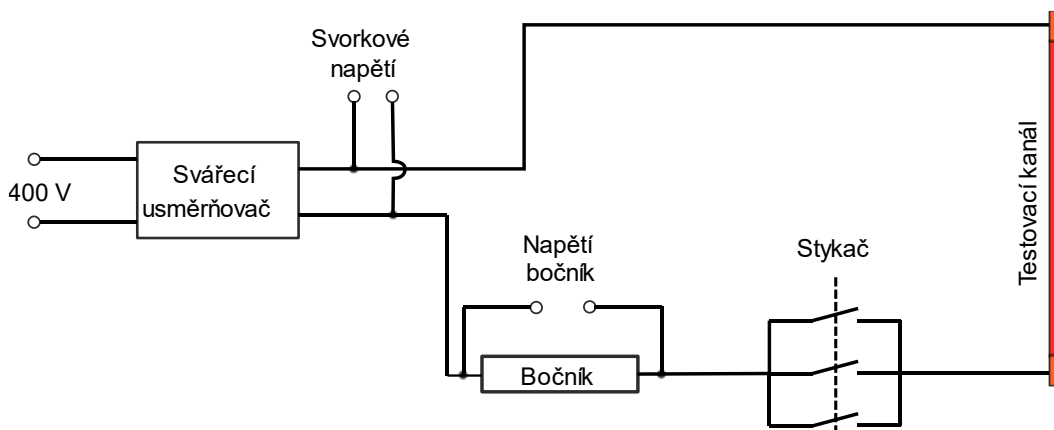 Svorkové
napětí
400 V
Svářecí
usměrňovač
Napětí
bočník
Bočník
Stykač
Testovací kanál